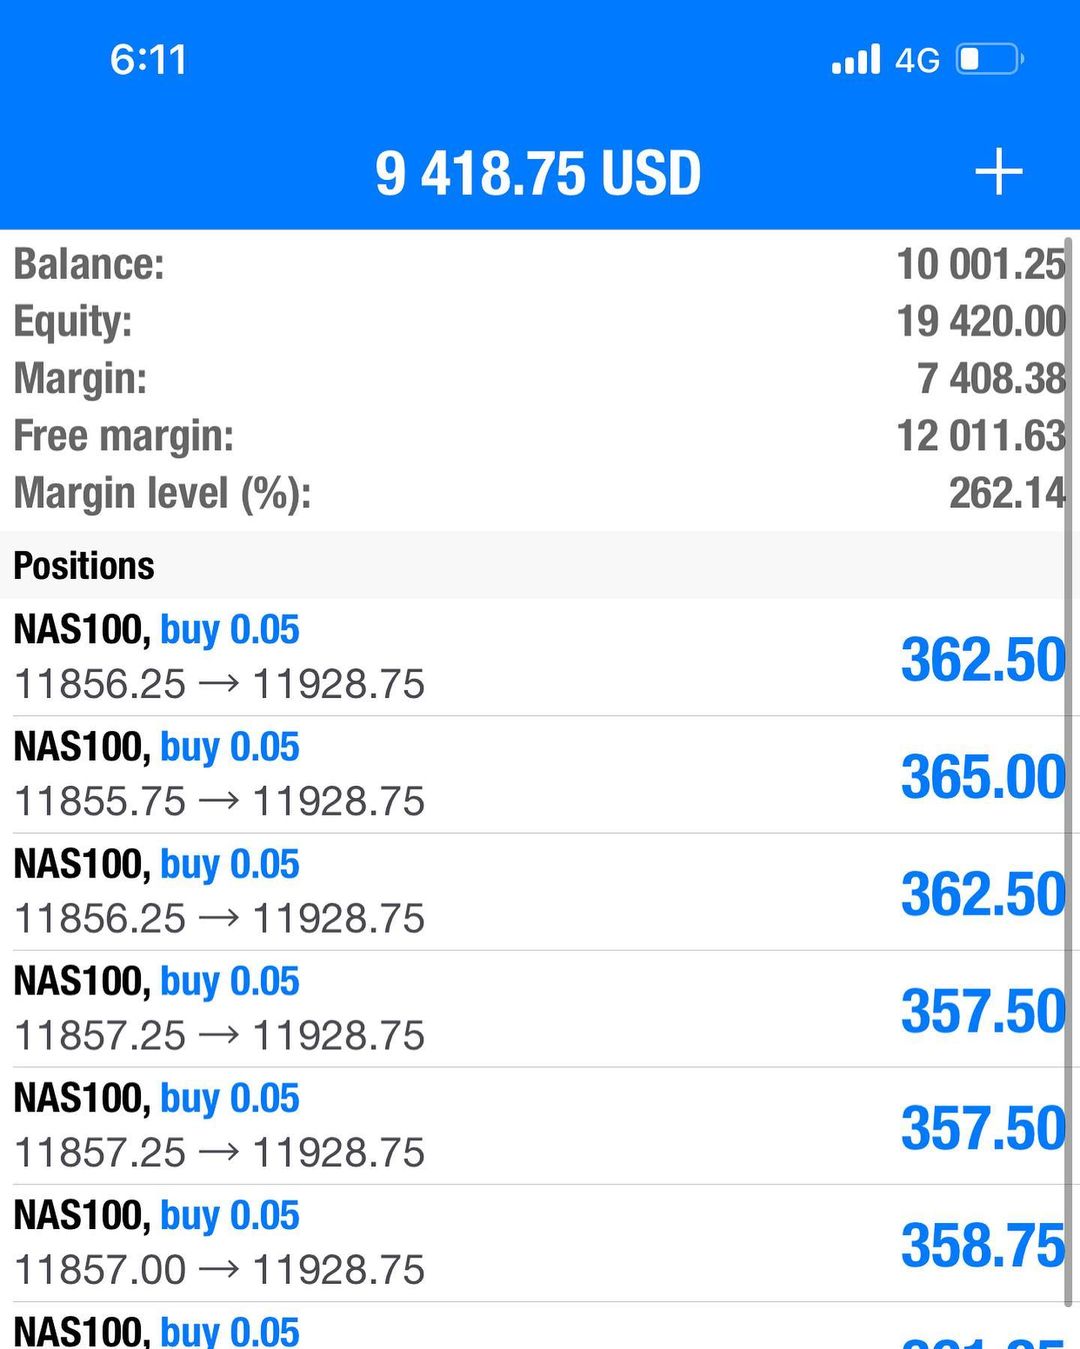 6:11 4G
9 418.75 USD +
Balance: 10 001.25
Equity: 19 420.00
Margin: 7 408.38
Free margin: 12 011.63
Margin level (%): 262.14
Positions
NAS100, buy 0.05
11856.25 → 11928.75 362.50
NAS100, buy 0.05
11855.75 → 11928.75 365.00
NAS100, buy 0.05
11856.25 → 11928.75 362.50
NAS100, buy 0.05
11857.25 → 11928.75 357.50
NAS100, buy 0.05
11857.25 → 11928.75 357.50
NAS100, buy 0.05
11857.00 → 11928.75 358.75
NAS100, buy 0.05